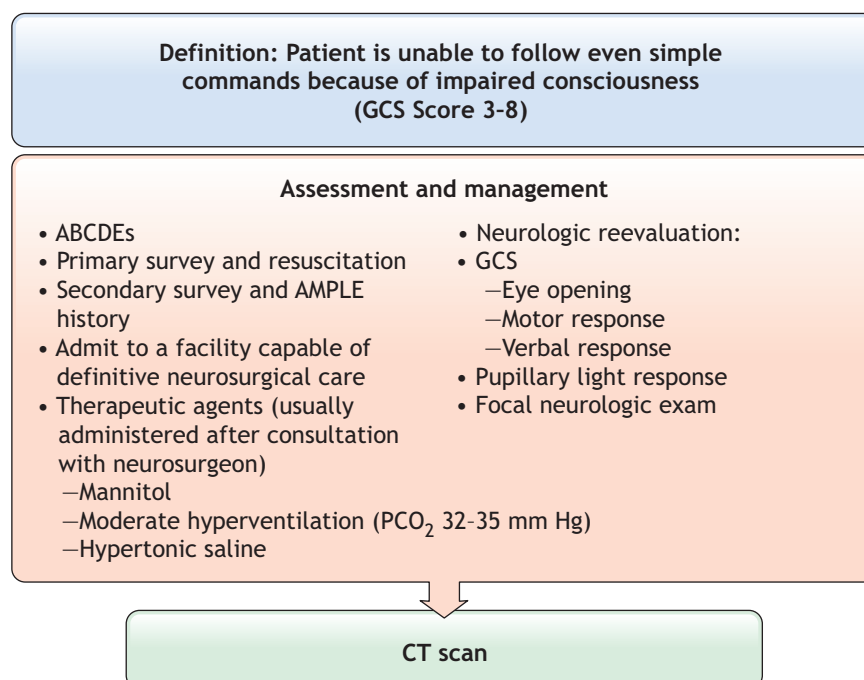 Definition: Patient is unable to follow even simple
commands because of impaired consciousness
(GCS Score 3–8)
Assessment and management
• ABCDEs
• Primary survey and resuscitation
• Secondary survey and AMPLE
history
• Admit to a facility capable of
definitive neurosurgical care
• Therapeutic agents (usually
administered after consultation
with neurosurgeon)
—Mannitol
—Moderate hyperventilation (PCO₂ 32–35 mm Hg)
—Hypertonic saline
• Neurologic reevaluation:
• GCS
—Eye opening
—Motor response
—Verbal response
• Pupillary light response
• Focal neurologic exam
CT scan